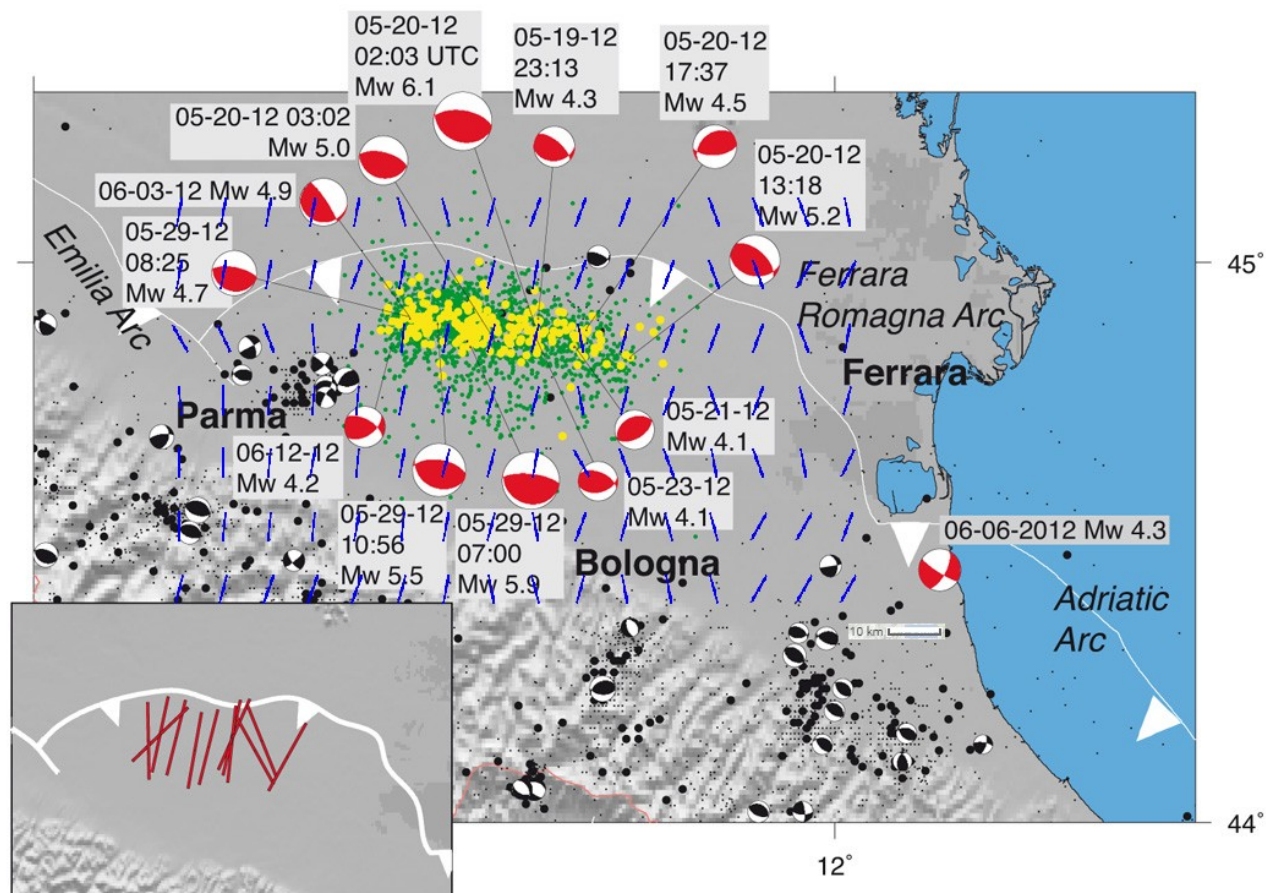 05-20-12
02:03 UTC
Mw 6.1
05-19-12
23:13
Mw 4.3
05-20-12
17:37
Mw 4.5
05-20-12 03:02
Mw 5.0
05-20-12
13:18
Mw 5.2
06-03-12 Mw 4.9
05-29-12
08:25
Mw 4.7
Emilia Arc
45°
Ferrara
Romagna Arc
Ferrara
Parma
05-21-12
Mw 4.1
06-12-12
Mw 4.2
05-23-12
Mw 4.1
05-29-12
10:56
Mw 5.5
05-29-12
07:00
Mw 5.9
Bologna
06-06-2012 Mw 4.3
Adriatic
Arc
10 km
44°
12°